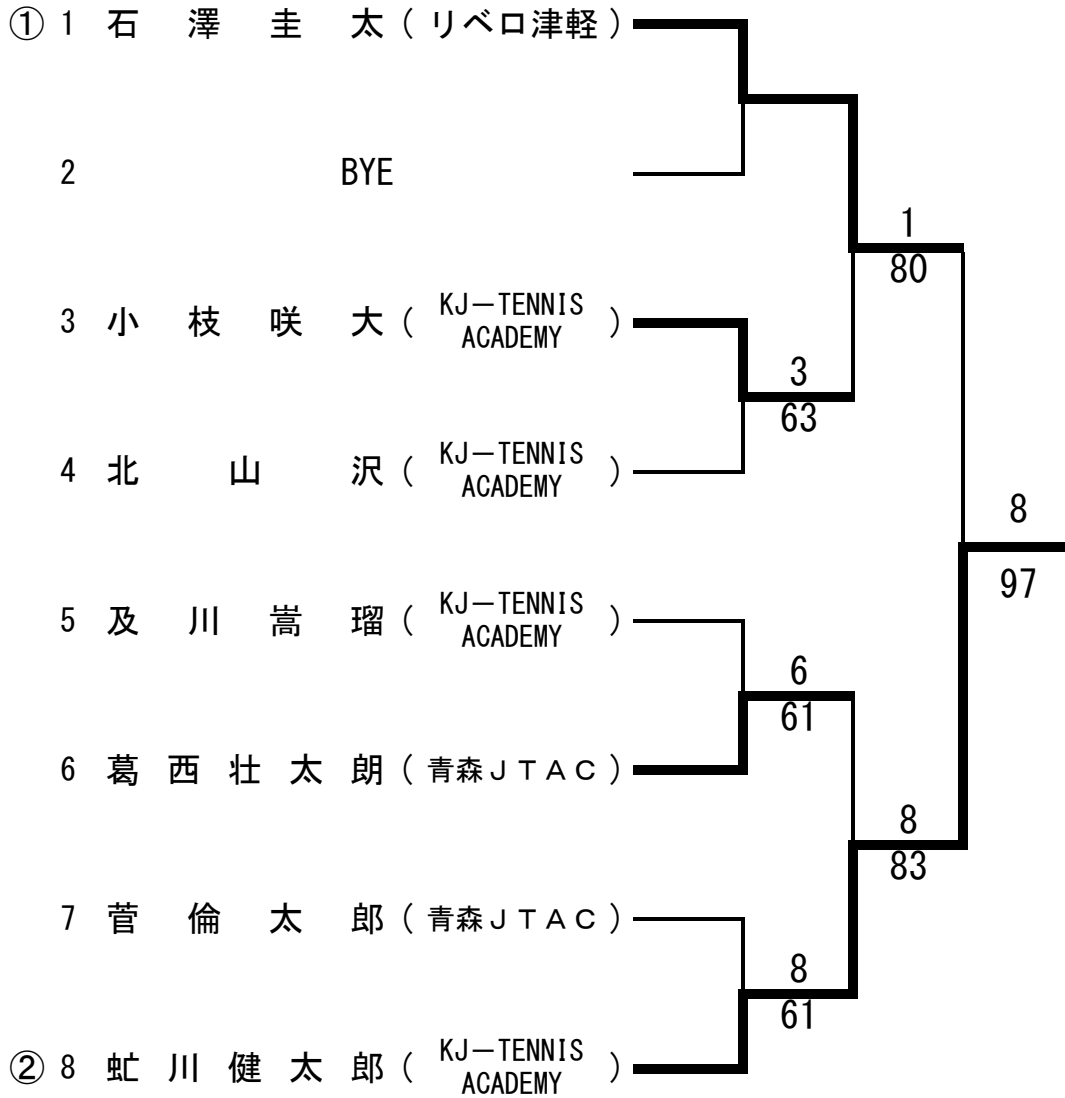 ① 1 石澤圭太（リベロ津軽）
2 BYE
1
80
3 小枝咲大（KJ－TENNIS ACADEMY）
3
63
4 北山沢（KJ－TENNIS ACADEMY）
8
97
5 及川嵩瑠（KJ－TENNIS ACADEMY）
6
61
6 葛西壮太朗（青森ＪＴＡＣ）
8
83
7 菅倫太郎（青森ＪＴＡＣ）
8
61
② 8 虻川健太郎（KJ－TENNIS ACADEMY）